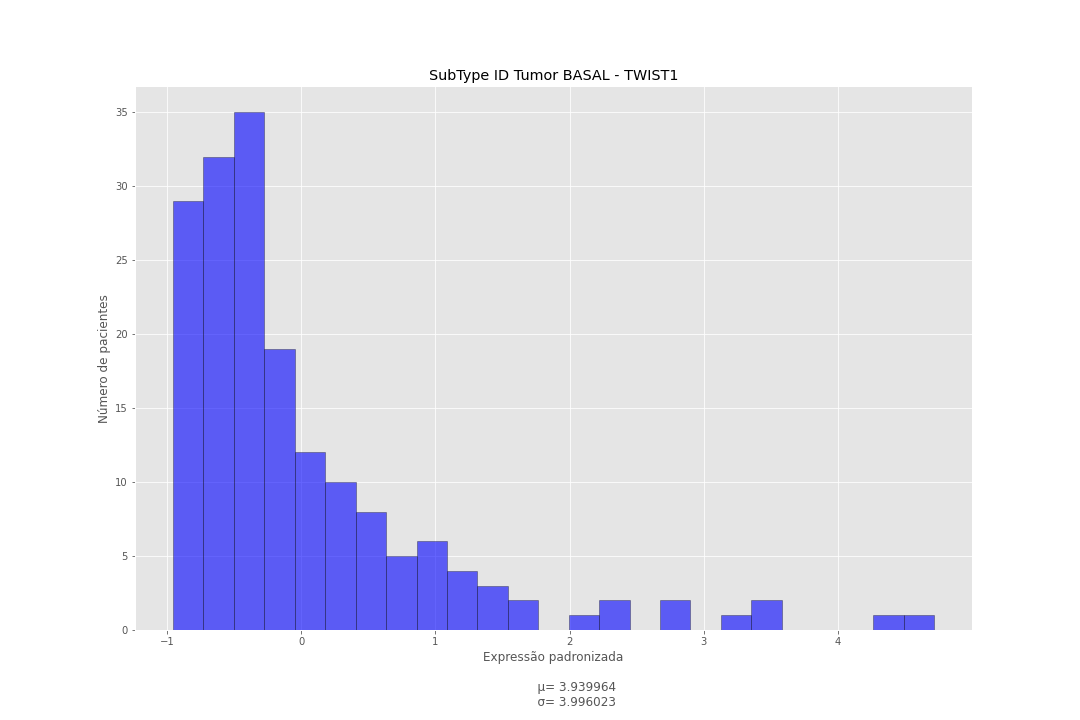 SubType ID Tumor BASAL - TWIST1
35
30
25
20
15
10
5
0
Número de pacientes
−1
0
1
2
3
4
Expressão padronizada
μ= 3.939964
σ= 3.996023